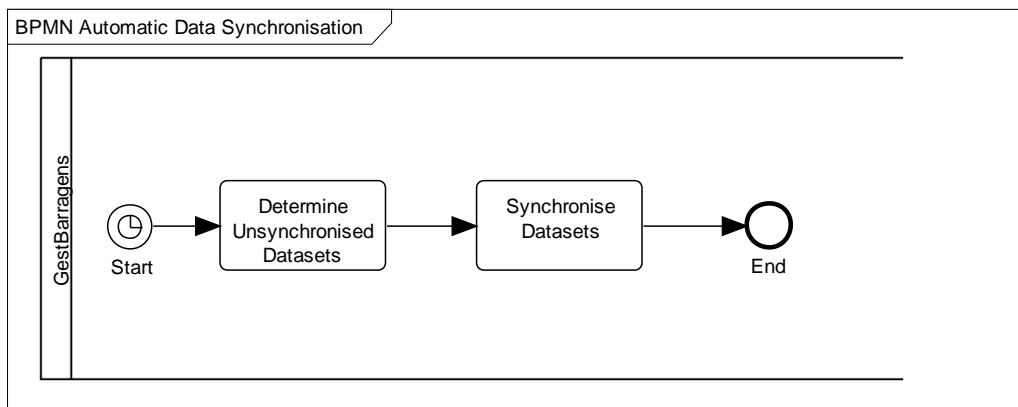 BPMN Automatic Data Synchronisation
GestBarragens
Start
Determine
Unsynchronised
Datasets
Synchronise
Datasets
End